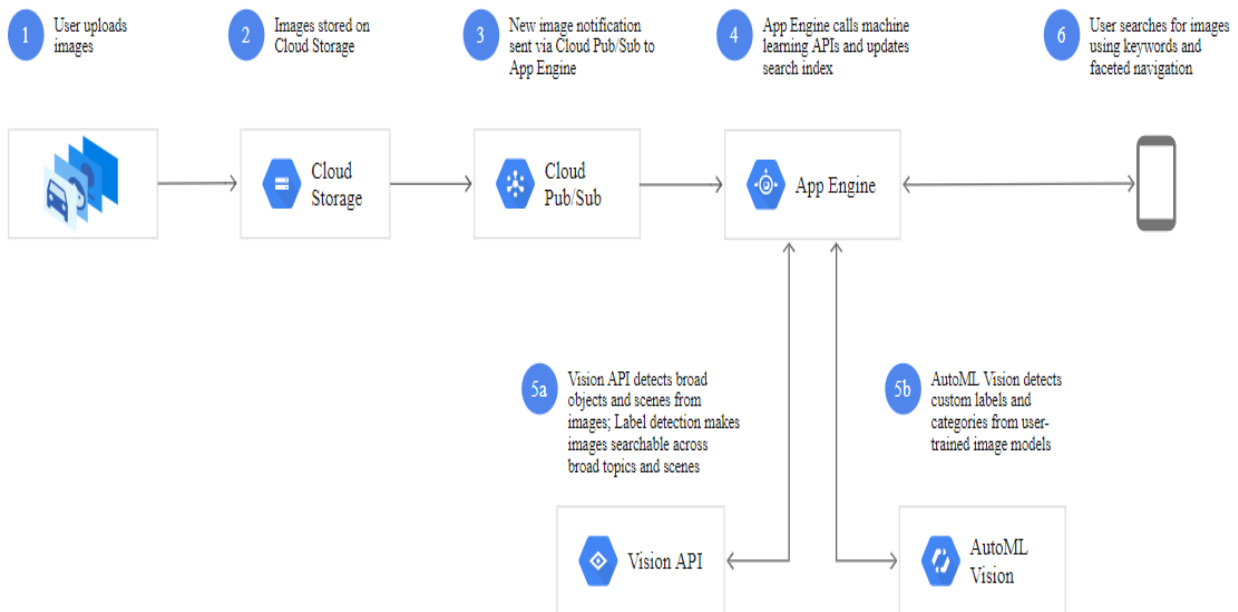 1
User uploads
images
2
Images stored on
Cloud Storage
3
New image notification
sent via Cloud Pub/Sub to
App Engine
4
App Engine calls machine
learning APIs and updates
search index
6
User searches for images
using keywords and
faceted navigation
Cloud
Storage
Cloud
Pub/Sub
App Engine
5a
Vision API detects broad
objects and scenes from
images; Label detection makes
images searchable across
broad topics and scenes
5b
AutoML Vision detects
custom labels and
categories from user-
trained image models
Vision API
AutoML
Vision